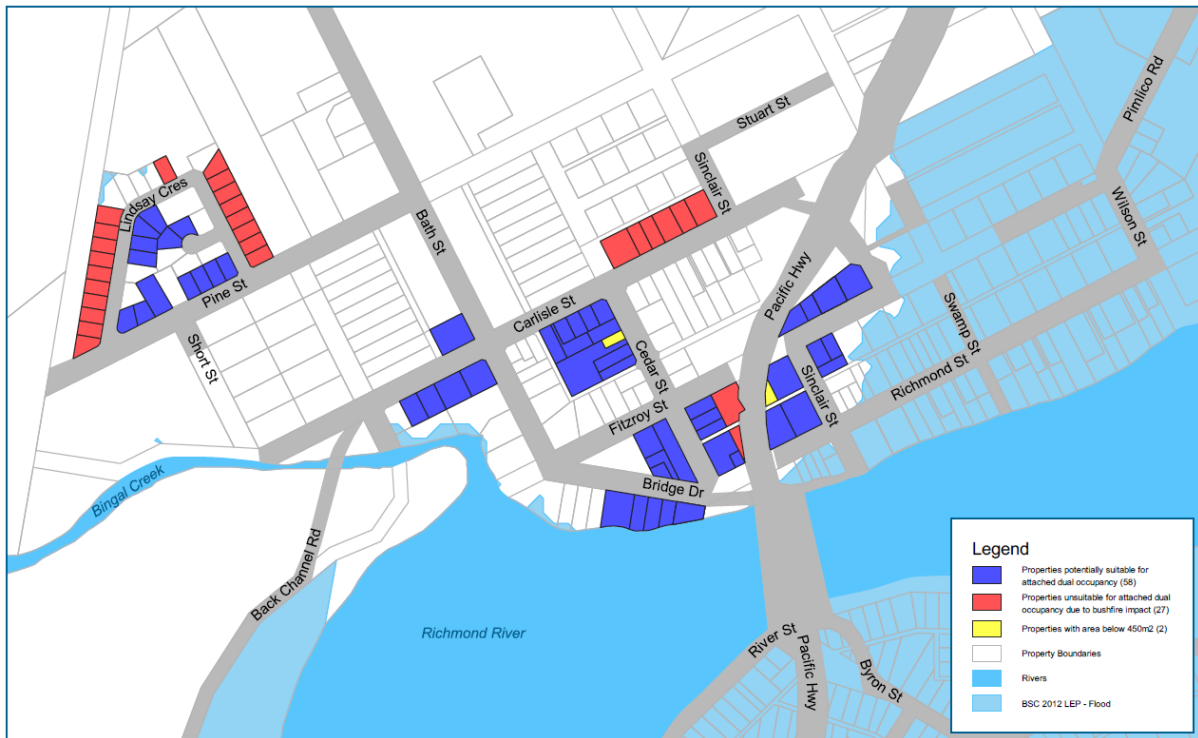 Pimlico Rd
Stuart St
Sinclair St
Lindsay Cres
Bath St
Wilson St
Pine St
Pacific Hwy
Carlisle St
Swamp St
Short St
Cedar St
Sinclair St
Richmond St
Fitzroy St
Bingal Creek
Bridge Dr
Back Channel Rd
Richmond River
River St
Pacific Hwy
Byron St
Legend
Properties potentially suitable for
attached dual occupancy (58)
Properties unsuitable for attached dual
occupancy due to bushfire impact (27)
Properties with area below 450m2 (2)
Property Boundaries
Rivers
BSC 2012 LEP - Flood